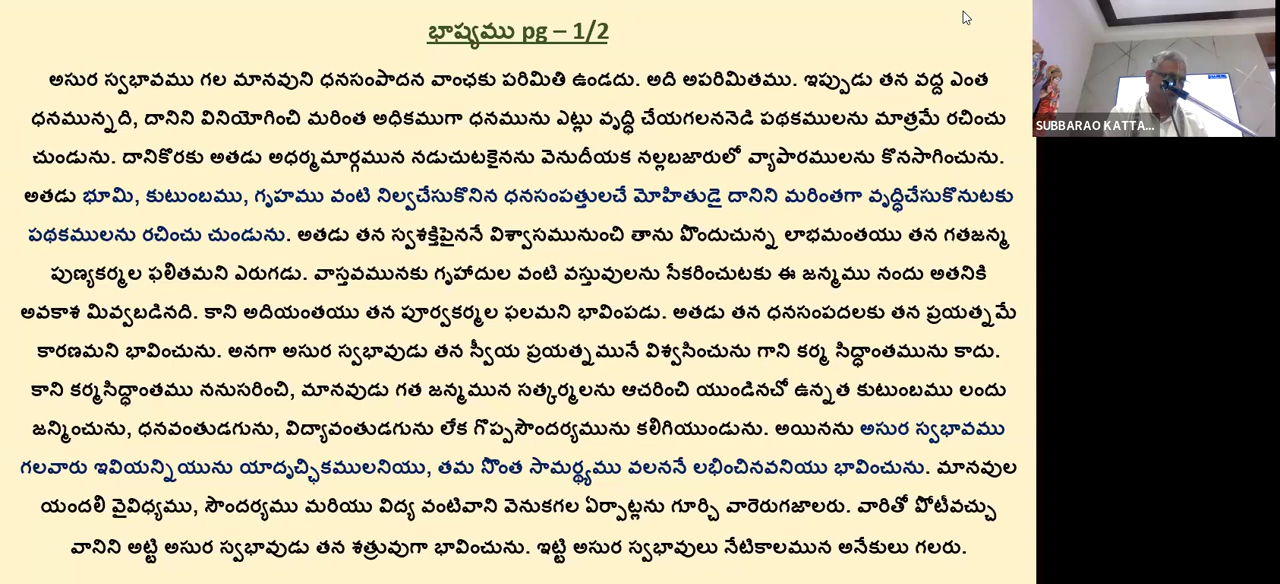 భాష్యము pg – 1/2
అసుర స్వభావము గల మానవుని ధనసంపాదన వాంఛకు పరిమితి ఉండదు. అది అపరిమితము. ఇప్పుడు తన వద్ద ఎంత
ధనమున్నది, దానిని వినియోగించి మరింత అధికముగా ధనమును ఎట్లు వృద్ధి చేయగలననెడి పథకములను మాత్రమే రచించు
చుండును. దానికొరకు అతడు అధర్మమార్గమున నడుచుటకైనను వెనుదీయక నల్లబజారులో వ్యాపారములను కొనసాగించును.
అతడు భూమి, కుటుంబము, గృహము వంటి నిల్వచేసుకొనిన ధనసంపత్తులచే మోహితుడై దానిని మరింతగా వృద్ధిచేసుకొనుటకు
పథకములను రచించు చుండును. అతడు తన స్వశక్తిపైననే విశ్వాసమునుంచి తాను పొందుచున్న లాభమంతయు తన గతజన్మ
పుణ్యకర్మల ఫలితమని ఎరుగడు. వాస్తవమునకు గృహాదుల వంటి వస్తువులను సేకరించుటకు ఈ జన్మము నందు అతనికి
అవకాశ మివ్వబడినది. కాని అదియంతయు తన పూర్వకర్మల ఫలమని భావింపడు. అతడు తన ధనసంపదలకు తన ప్రయత్నమే
కారణమని భావించును. అనగా అసుర స్వభావుడు తన స్వీయ ప్రయత్నమునే విశ్వసించును గాని కర్మ సిద్ధాంతమును కాదు.
కాని కర్మసిద్ధాంతము ననుసరించి, మానవుడు గత జన్మమున సత్కర్మలను ఆచరించి యుండినచో ఉన్నత కుటుంబము లందు
జన్మించును, ధనవంతుడగును, విద్యావంతుడగును లేక గొప్పసౌందర్యమును కలిగియుండును. అయినను అసుర స్వభావము
గలవారు ఇవియన్నియును యాదృచ్ఛికములనియు, తమ సొంత సామర్థ్యము వలననే లభించినవనియు భావించును. మానవుల
యందలి వైవిధ్యము, సౌందర్యము మరియు విద్య వంటివాని వెనుకగల ఏర్పాట్లను గూర్చి వారెరుగజాలరు. వారితో పోటీవచ్చు
వానిని అట్టి అసుర స్వభావుడు తన శత్రువుగా భావించును. ఇట్టి అసుర స్వభావులు నేటికాలమున అనేకులు గలరు.
SUBBARAO KATTA...